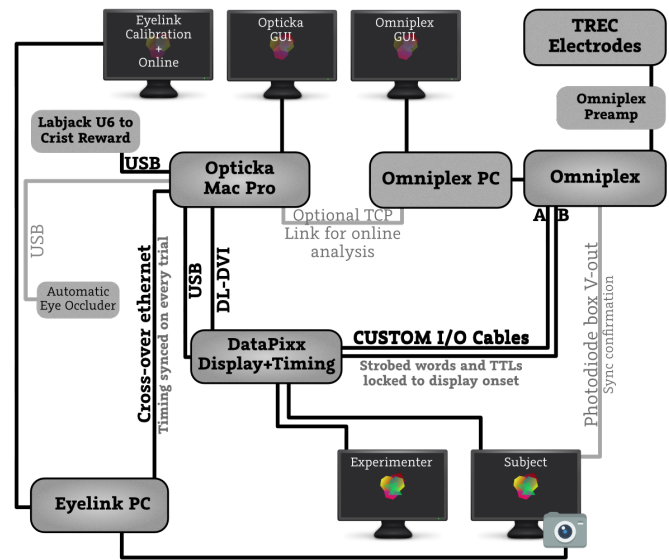 Eyelink
Calibration
+
Online
Opticka
GUI
Omniplex
GUI
TREC
Electrodes
Omniplex
Preamp
Labjack U6 to
Crist Reward
USB
Opticka
Mac Pro
Omniplex PC
Omniplex
A B
Optional TCP
Link for online
analysis
USB
Automatic
Eye Occluder
Cross-over ethernet
Timing synced on every trial
USB
DL-DVI
DataPixx
Display+Timing
CUSTOM I/O Cables
Strobed words and TTLs
locked to display onset
Photodiode box V-out
Sync confirmation
Experimenter
Subject
Eyelink PC